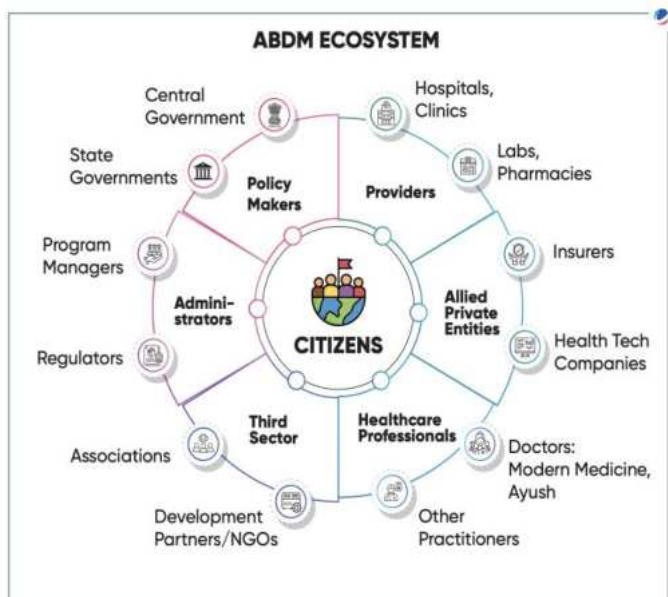 ABDM ECOSYSTEM
Central
Government
Hospitals,
Clinics
State
Governments
Labs,
Pharmacies
Policy
Makers
Providers
Program
Managers
Insurers
Admini-
strators
Allied
Private
Entities
CITIZENS
Regulators
Health Tech
Companies
Third
Sector
Healthcare
Professionals
Associations
Doctors:
Modern Medicine,
Ayush
Development
Partners/NGOs
Other
Practitioners